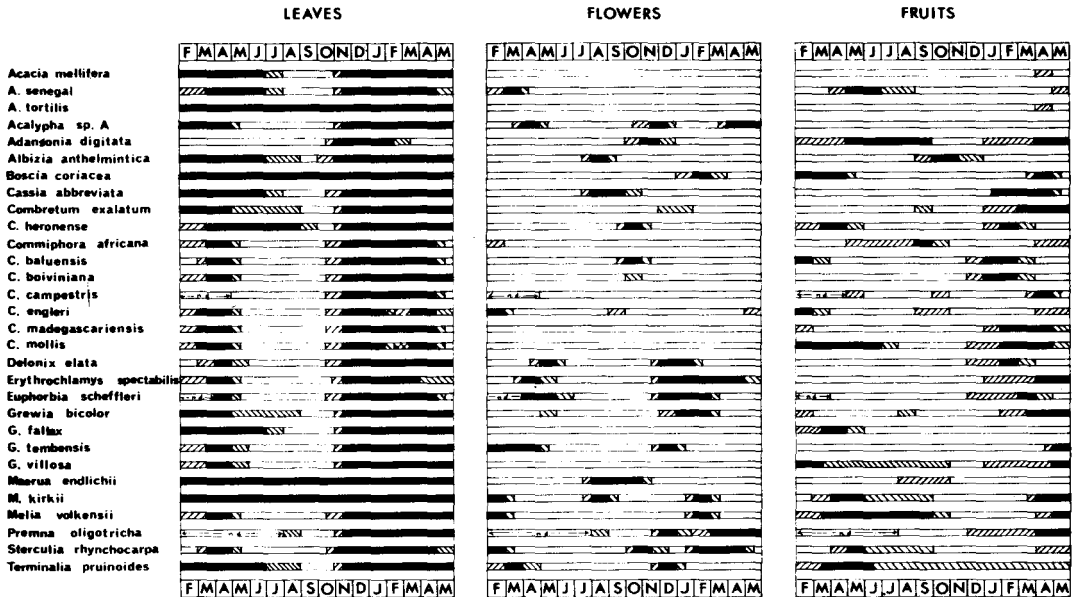 LEAVES FLOWERS FRUITS
F M A M J J A S O N D J F M A M F M A M J J A S O N D J F M A M F M A M J J A S O N D J F M A M
Acacia mellifera
A. senegal
A. tortilis
Acalypha sp. A
Adansonia digitata
Albizia anthelmintica
Boscia coriacea
Cassia abbreviata
Combretum exalatum
C. heronense
Commiphora africana
C. baluensis
C. boiviniana
C. campestris
C. engleri
C. madagascariensis
C. mollis
Delonix elata
Erythrochlamys spectabilis
Euphorbia scheffleri
Grewia bicolor
G. fallax
G. tembensis
G. villosa
Maerua endlichii
M. kirkii
Melia volkensii
Premna oligotricha
Sterculia rhynchocarpa
Terminalia pruinoides
F M A M J J A S O N D J F M A M F M A M J J A S O N D J F M A M F M A M J J A S O N D J F M A M